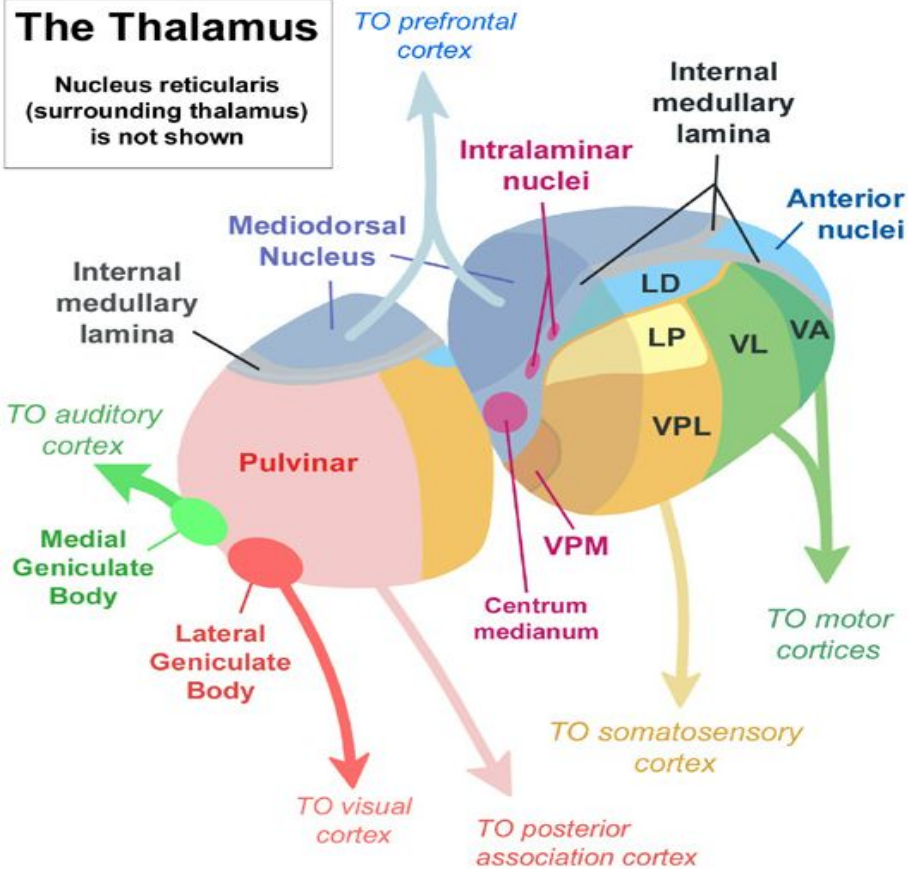 The Thalamus
Nucleus reticularis
(surrounding thalamus)
is not shown
TO prefrontal
cortex
Internal
medullary
lamina
Intralaminar
nuclei
Anterior
nuclei
Mediodorsal
Nucleus
Internal
medullary
lamina
LD
LP
VL
VA
TO auditory
cortex
Pulvinar
VPL
Medial
Geniculate
Body
VPM
Centrum
medianum
Lateral
Geniculate
Body
TO motor
cortices
TO somatosensory
cortex
TO visual
cortex
TO posterior
association cortex